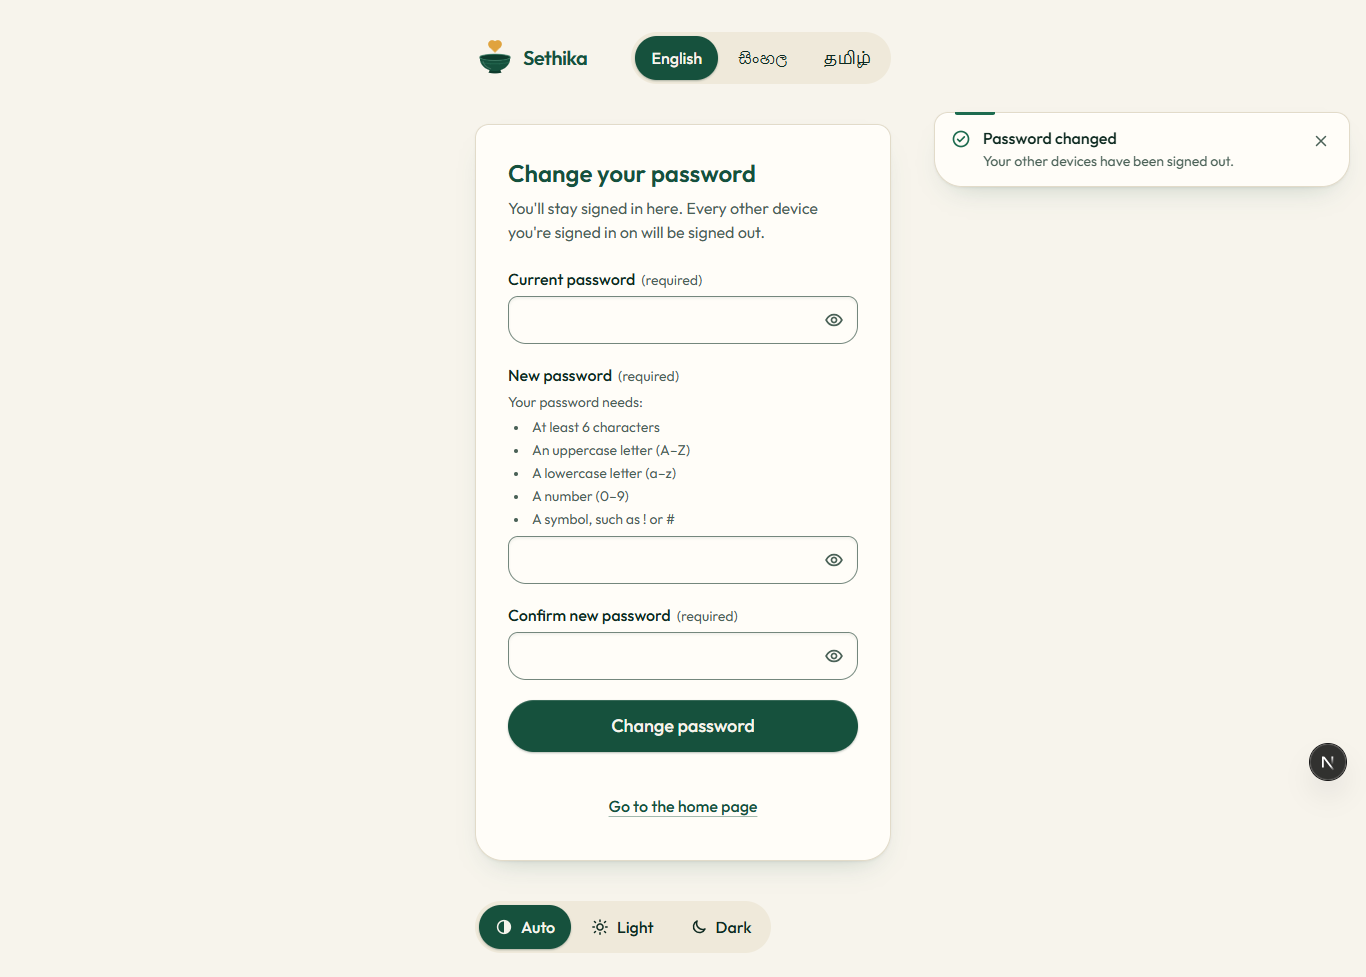 Sethika
English
සිංහල
தமிழ்
Password changed
Your other devices have been signed out.
Change your password
You'll stay signed in here. Every other device
you're signed in on will be signed out.
Current password (required)
New password (required)
Your password needs:
• At least 6 characters
• An uppercase letter (A–Z)
• A lowercase letter (a–z)
• A number (0–9)
• A symbol, such as ! or #
Confirm new password (required)
Change password
N
Go to the home page
Auto
Light
Dark